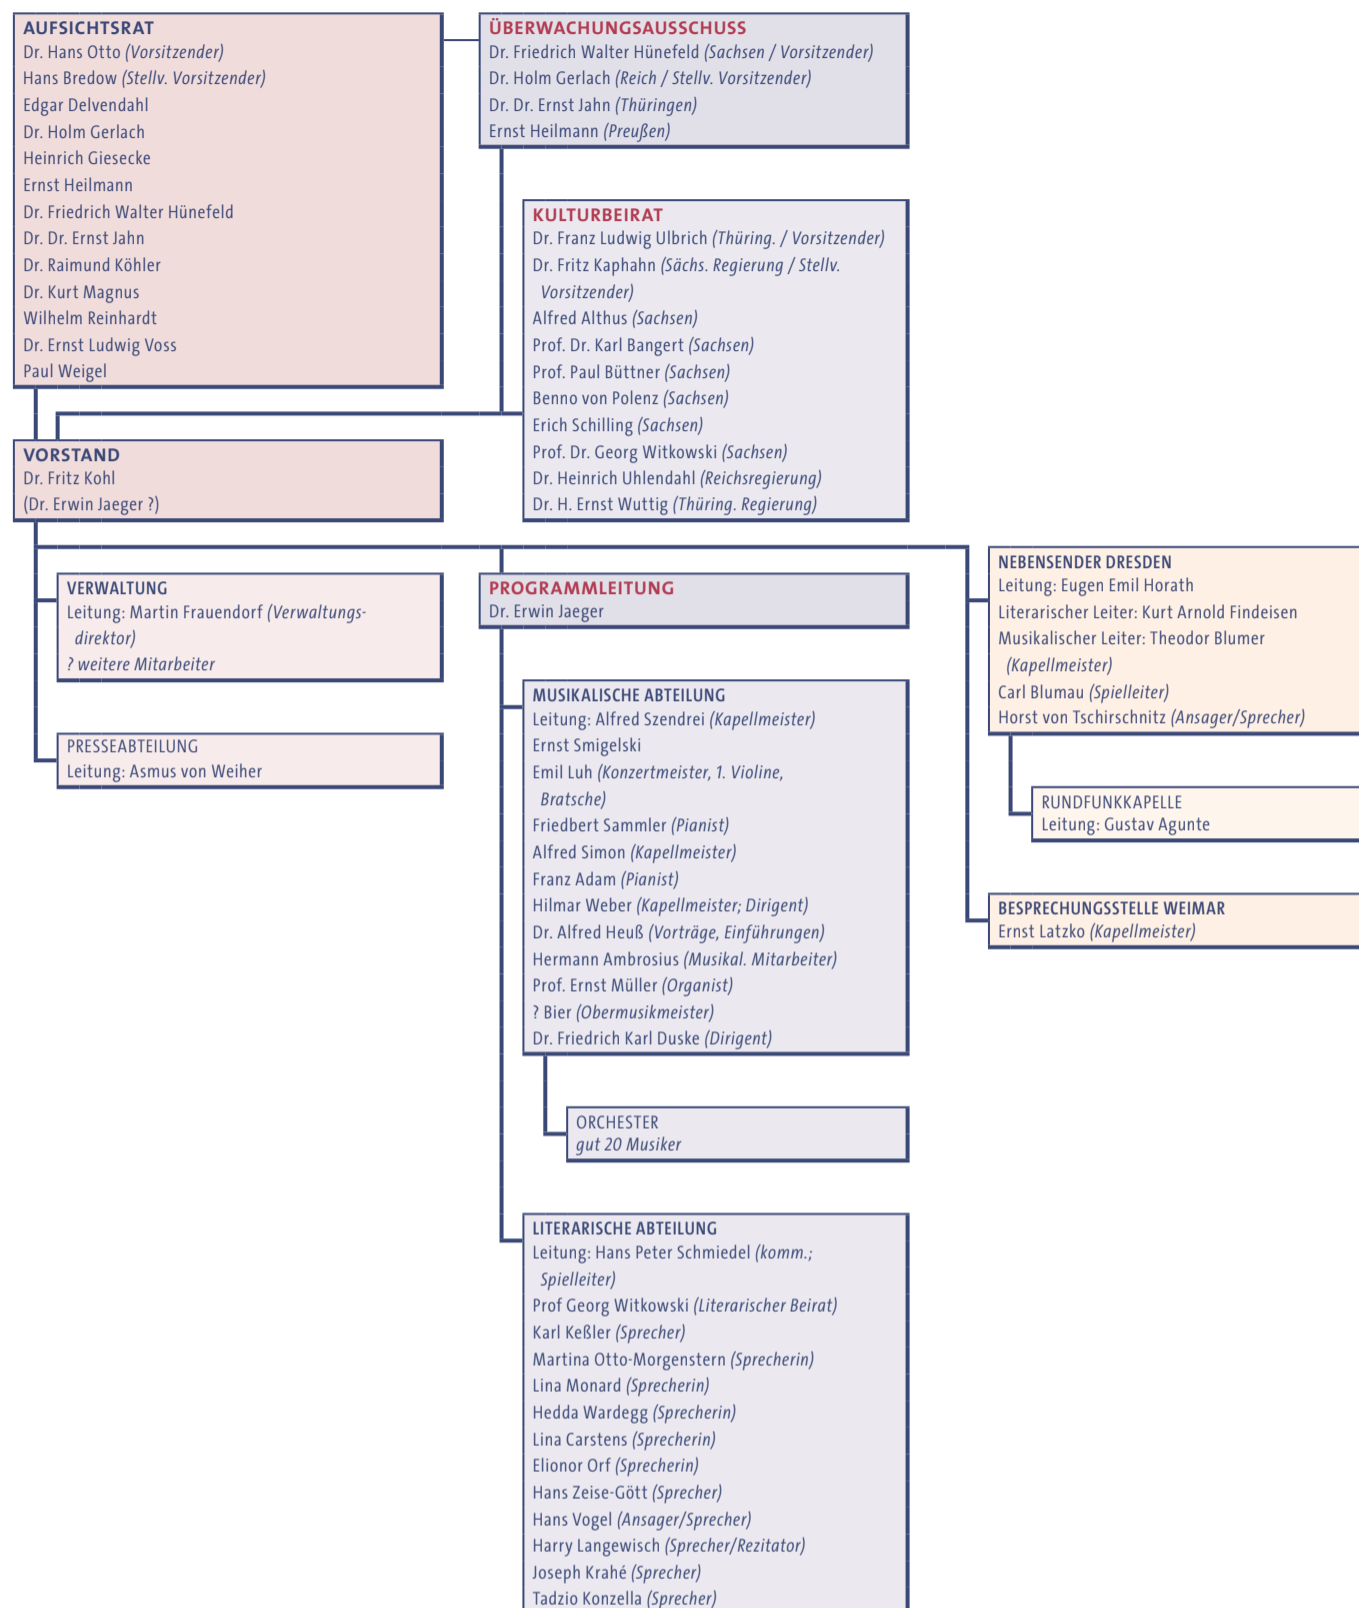 AUFSICHTSRAT
Dr. Hans Otto (Vorsitzender)
Hans Bredow (Stellv. Vorsitzender)
Edgar Delvendahl
Dr. Holm Gerlach
Heinrich Giesecke
Ernst Heilmann
Dr. Friedrich Walter Hünefeld
Dr. Dr. Ernst Jahn
Dr. Raimund Köhler
Dr. Kurt Magnus
Wilhelm Reinhardt
Dr. Ernst Ludwig Voss
Paul Weigel
ÜBERWACHUNGSAUSSCHUSS
Dr. Friedrich Walter Hünefeld (Sachsen / Vorsitzender)
Dr. Holm Gerlach (Reich / Stellv. Vorsitzender)
Dr. Dr. Ernst Jahn (Thüringen)
Ernst Heilmann (Preußen)
KULTURBEIRAT
Dr. Franz Ludwig Ulbrich (Thüring. / Vorsitzender)
Dr. Fritz Kaphahn (Sächs. Regierung / Stellv.
Vorsitzender)
Alfred Althus (Sachsen)
Prof. Dr. Karl Bangert (Sachsen)
Prof. Paul Büttner (Sachsen)
Benno von Polenz (Sachsen)
Erich Schilling (Sachsen)
Prof. Dr. Georg Witkowski (Sachsen)
Dr. Heinrich Uhlendahl (Reichsregierung)
Dr. H. Ernst Wuttig (Thüring. Regierung)
VORSTAND
Dr. Fritz Kohl
(Dr. Erwin Jaeger ?)
VERWALTUNG
Leitung: Martin Frauendorf (Verwaltungs-
direktor)
? weitere Mitarbeiter
PRESSEABTEILUNG
Leitung: Asmus von Weiher
PROGRAMMLEITUNG
Dr. Erwin Jaeger
MUSIKALISCHE ABTEILUNG
Leitung: Alfred Szendrei (Kapellmeister)
Ernst Smigelski
Emil Luh (Konzertmeister, 1. Violine,
Bratsche)
Friedbert Sammler (Pianist)
Alfred Simon (Kapellmeister)
Franz Adam (Pianist)
Hilmar Weber (Kapellmeister; Dirigent)
Dr. Alfred Heuß (Vorträge, Einführungen)
Hermann Ambrosius (Musikal. Mitarbeiter)
Prof. Ernst Müller (Organist)
? Bier (Obermusikmeister)
Dr. Friedrich Karl Duske (Dirigent)
ORCHESTER
gut 20 Musiker
LITERARISCHE ABTEILUNG
Leitung: Hans Peter Schmiedel (komm.;
Spielleiter)
Prof Georg Witkowski (Literarischer Beirat)
Karl Keßler (Sprecher)
Martina Otto-Morgenstern (Sprecherin)
Lina Monard (Sprecherin)
Hedda Wardegg (Sprecherin)
Lina Carstens (Sprecherin)
Elionor Orf (Sprecherin)
Hans Zeise-Gött (Sprecher)
Hans Vogel (Ansager/Sprecher)
Harry Langewisch (Sprecher/Rezitator)
Joseph Krahé (Sprecher)
Tadzio Konzella (Sprecher)
NEBENSENDER DRESDEN
Leitung: Eugen Emil Horath
Literarischer Leiter: Kurt Arnold Findeisen
Musikalischer Leiter: Theodor Blumer
(Kapellmeister)
Carl Blumau (Spielleiter)
Horst von Tschirschnitz (Ansager/Sprecher)
RUNDFUNKKAPELLE
Leitung: Gustav Agunte
BESPRECHUNGSSTELLE WEIMAR
Ernst Latzko (Kapellmeister)